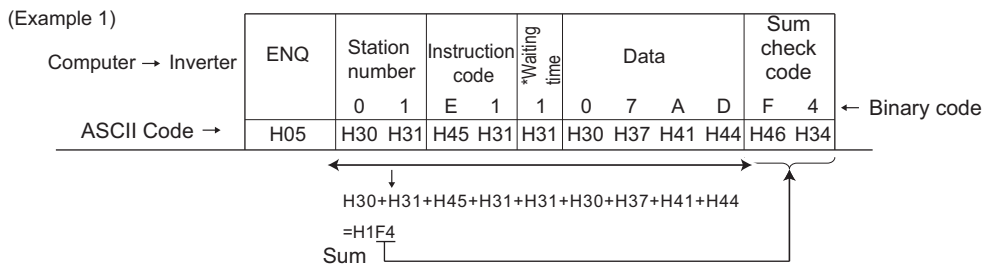 (Example 1)
Computer → Inverter
ENQ
Station number
Instruction code
*Waiting time
Data
Sum check code
0 1 E 1 1 0 7 A D F 4
← Binary code
ASCII Code →
H05 H30 H31 H45 H31 H31 H30 H37 H41 H44 H46 H34
H30+H31+H45+H31+H31+H30+H37+H41+H44
=H1F4
Sum